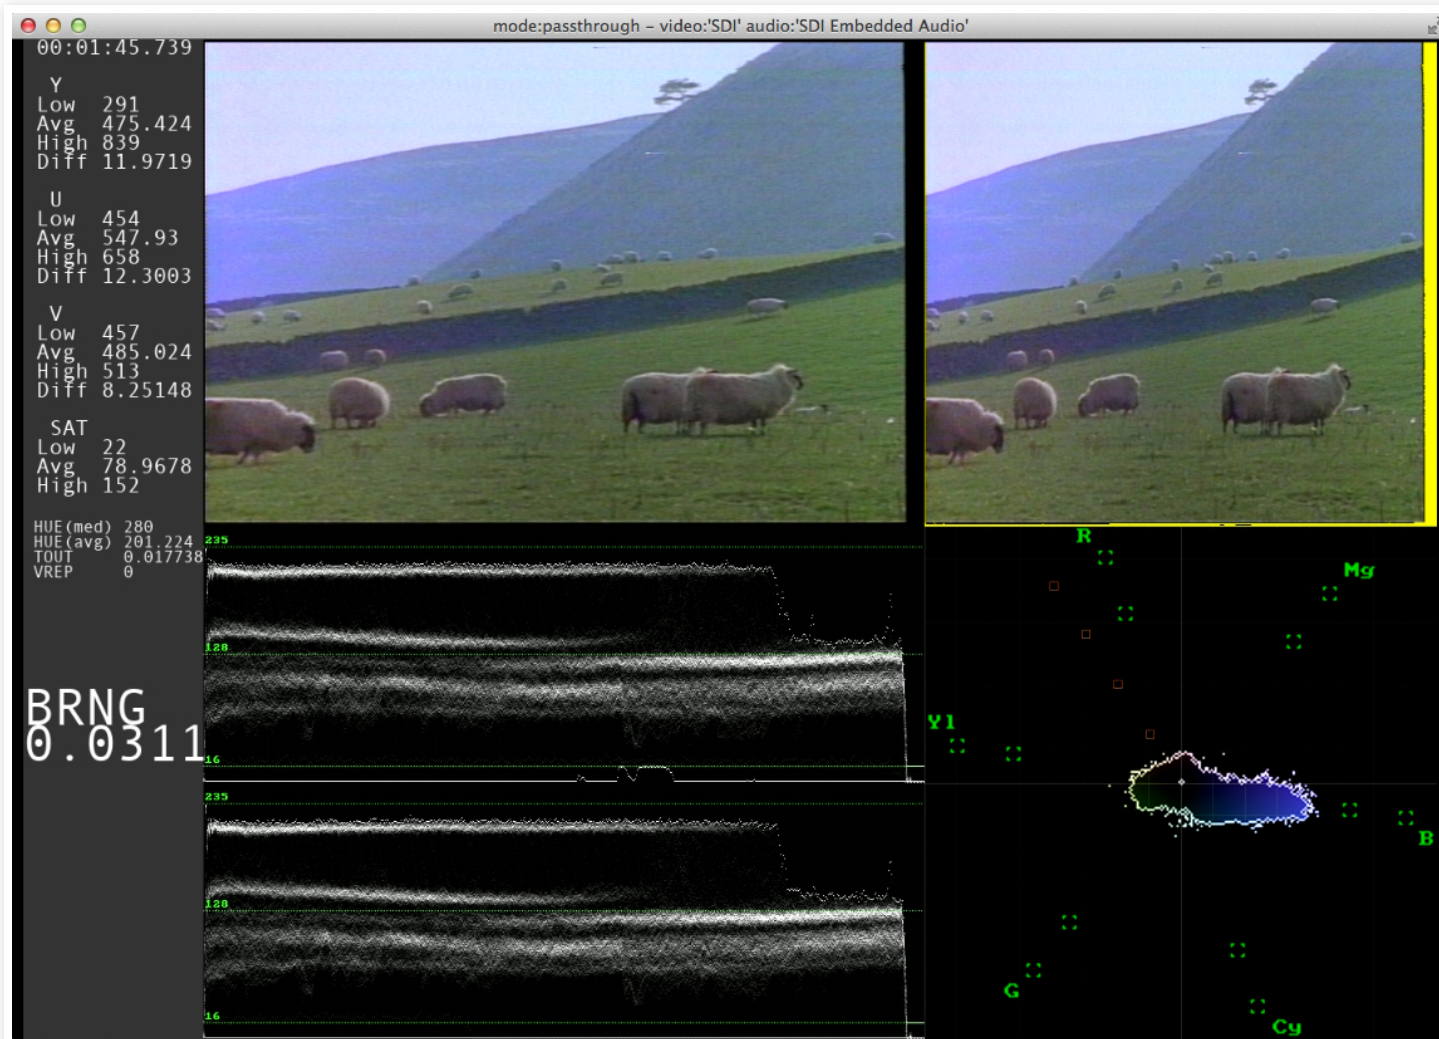 mode:passthrough – video:'SDI' audio:'SDI Embedded Audio'
00:01:45.739
Y
Low 291
Avg 475.424
High 839
Diff 11.9719
U
Low 454
Avg 547.93
High 658
Diff 12.3003
V
Low 457
Avg 485.024
High 513
Diff 8.25148
SAT
Low 22
Avg 78.9678
High 152
HUE(med) 280
HUE(avg) 201.224
TOUT 0.017738
VREP 0
BRNG
0.0311
235
128
16
235
128
16
R
Mg
Yl
B
G
Cy